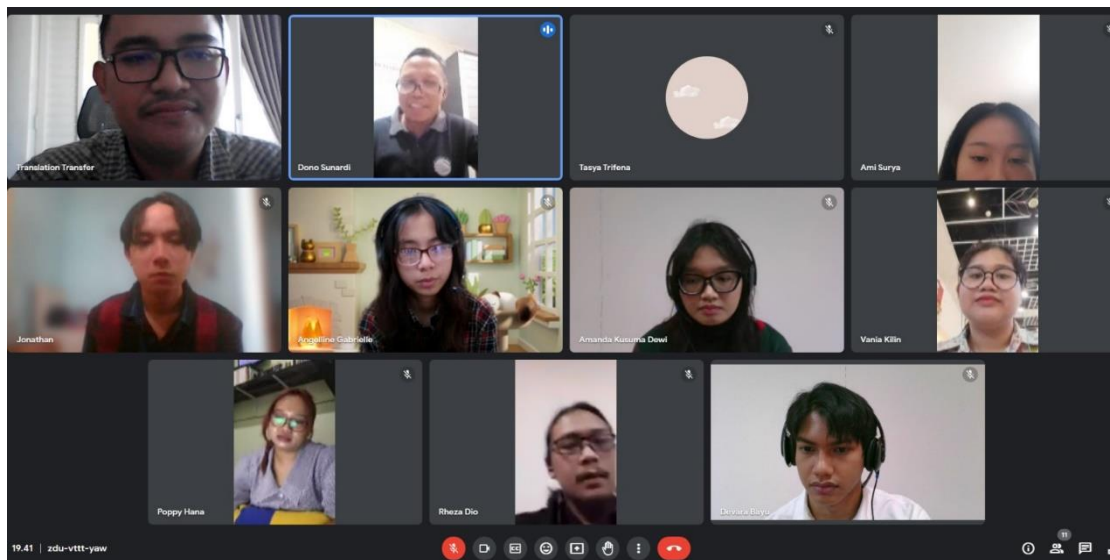 Translation Transfer
Dono Sunardi
Tasya Trifena
Ami Surya
Jonathan
Angelline Gabrielle
Amanda Kusuma Dewi
Vania Kilin
Poppy Hana
Rheza Dio
Devara Bayu
19.41 | zdu-vttt-yaw
CC
11